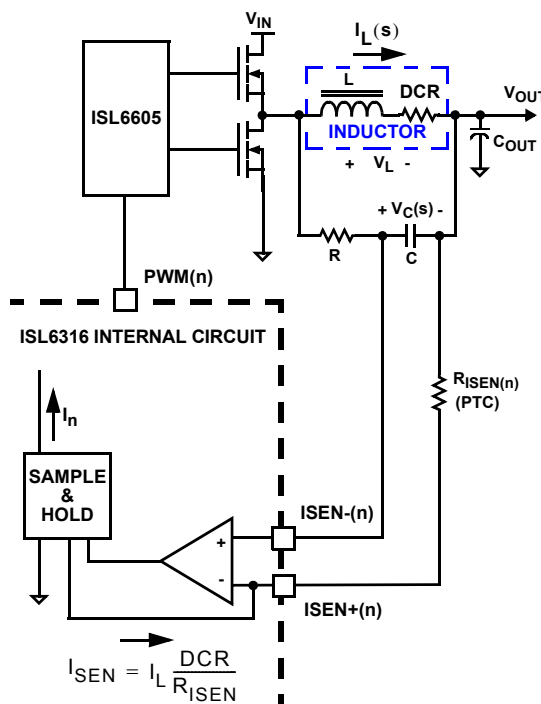 V_IN
I_L(s)
ISL6605
L
DCR
V_OUT
INDUCTOR
C_OUT
+ V_L -
+ V_C(s) -
R
C
PWM(n)
ISL6316 INTERNAL CIRCUIT
R_ISEN(n)
(PTC)
I_n
SAMPLE
&
HOLD
ISEN-(n)
+
-
ISEN+(n)
I_SEN = I_L DCR / R_ISEN